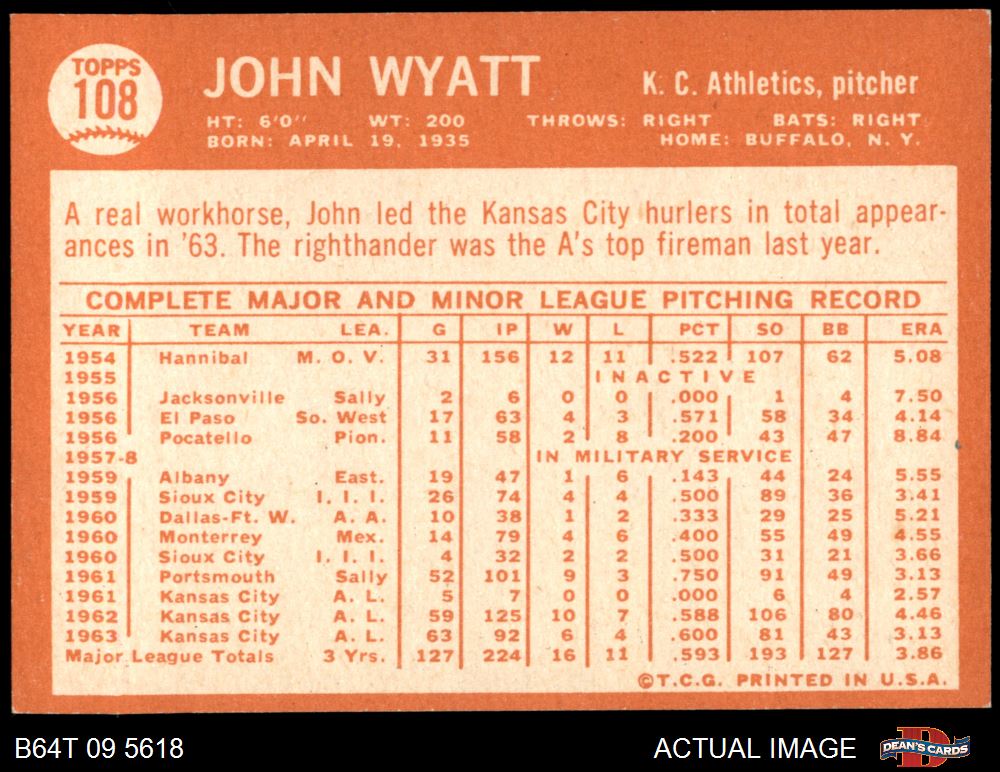 TOPPS
108
JOHN WYATT
K. C. Athletics, pitcher
HT: 6'0" WT: 200 THROWS: RIGHT BATS: RIGHT
BORN: APRIL 19, 1935 HOME: BUFFALO, N. Y.
A real workhorse, John led the Kansas City hurlers in total appear-
ances in '63. The righthander was the A's top fireman last year.
COMPLETE MAJOR AND MINOR LEAGUE PITCHING RECORD
YEAR TEAM LEA. G IP W L PCT SO BB ERA
1954 Hannibal M. O. V. 31 156 12 11 .522 107 62 5.08
1955 INACTIVE
1956 Jacksonville Sally 2 6 0 0 .000 1 4 7.50
1956 El Paso So. West 17 63 4 3 .571 58 34 4.14
1956 Pocatello Pion. 11 58 2 8 .200 43 47 8.84
1957-8 IN MILITARY SERVICE
1959 Albany East. 19 47 1 6 .143 44 24 5.55
1959 Sioux City I. I. I. 26 74 4 4 .500 89 36 3.41
1960 Dallas-Ft. W. A. A. 10 38 1 2 .333 29 25 5.21
1960 Monterrey Mex. 14 79 4 6 .400 55 49 4.55
1960 Sioux City I. I. I. 4 32 2 2 .500 31 21 3.66
1961 Portsmouth Sally 52 101 9 3 .750 91 49 3.13
1961 Kansas City A. L. 5 7 0 0 .000 6 4 2.57
1962 Kansas City A. L. 59 125 10 7 .588 106 80 4.46
1963 Kansas City A. L. 63 92 6 4 .600 81 43 3.13
Major League Totals 3 Yrs. 127 224 16 11 .593 193 127 3.86
©T.C.G. PRINTED IN U.S.A.
B64T 09 5618 ACTUAL IMAGE DEAN'S CARDS